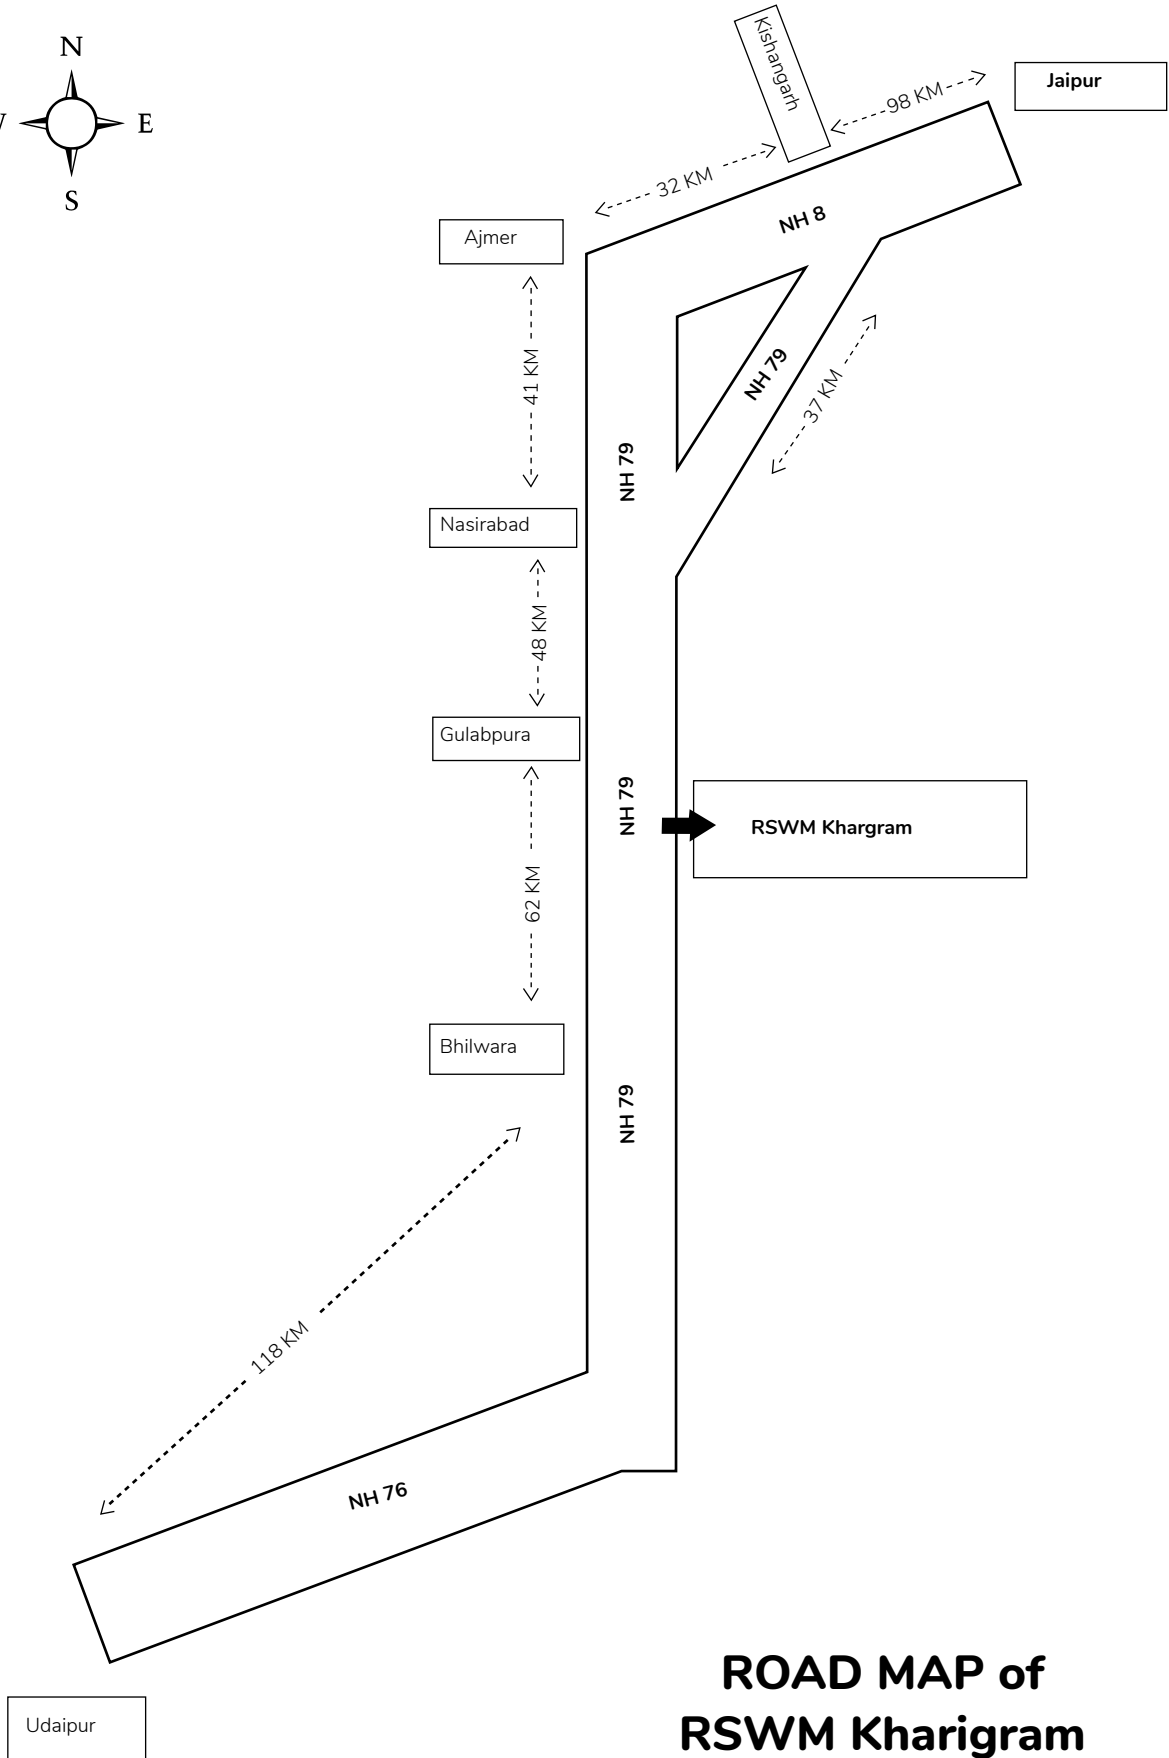 Kishangarh
N
Jaipur
98 KM
E
32 KM
S
NH 8
Ajmer
41 KM
NH 79
37 KM
NH 79
Nasirabad
48 KM
Gulabpura
NH 79
RSWM Khargram
62 KM
Bhilwara
NH 79
118 KM
NH 76
ROAD MAP of
RSWM Kharigram
Udaipur